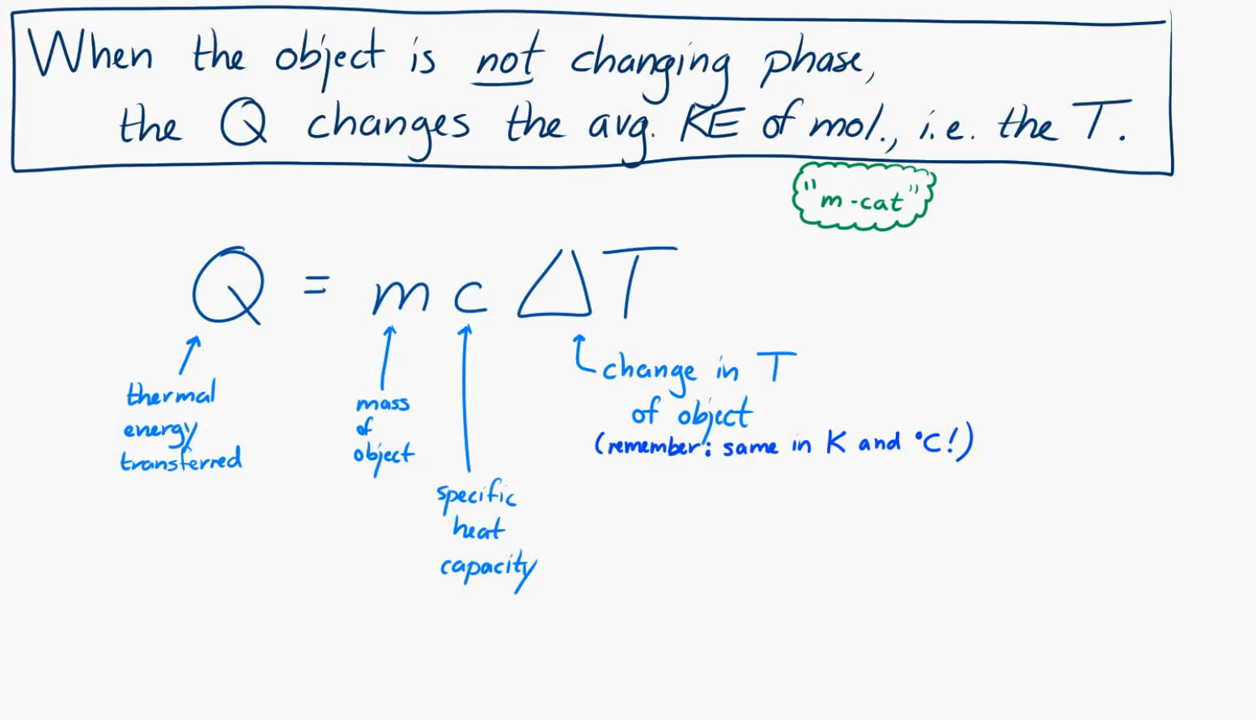 When the object is not changing phase,
the Q changes the avg. KE of mol., i.e. the T.
"m-cat"
Q = m c ΔT
thermal
energy
transferred
mass
of
object
specific
heat
capacity
change in T
of object
(remember: same in K and °C!)